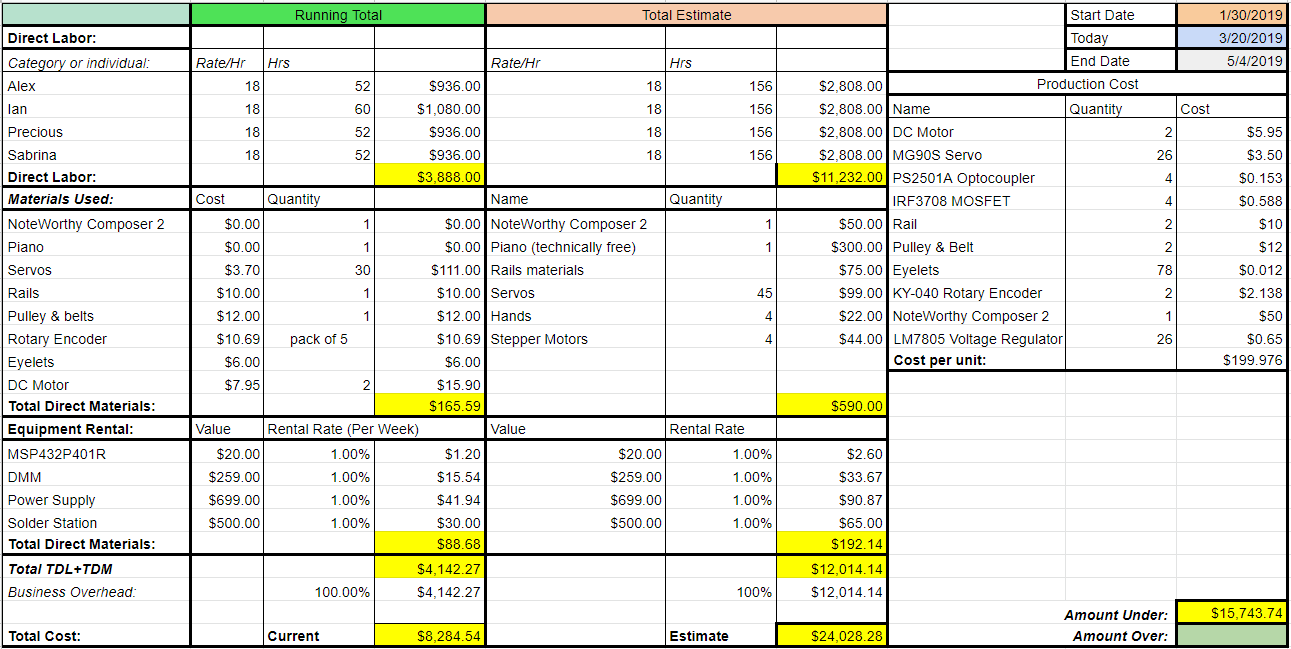 Running Total Total Estimate Start Date 1/30/2019
Direct Labor: Today 3/20/2019
Category or individual: Rate/Hr Hrs Rate/Hr Hrs End Date 5/4/2019
Alex 18 52 $936.00 18 156 $2,808.00 Production Cost
Ian 18 60 $1,080.00 18 156 $2,808.00 Name Quantity Cost
Precious 18 52 $936.00 18 156 $2,808.00 DC Motor 2 $5.95
Sabrina 18 52 $936.00 18 156 $2,808.00 MG90S Servo 26 $3.50
Direct Labor: $3,888.00 $11,232.00 PS2501A Optocoupler 4 $0.153
Materials Used: Cost Quantity Name Quantity IRF3708 MOSFET 4 $0.588
NoteWorthy Composer 2 $0.00 1 $0.00 NoteWorthy Composer 2 1 $50.00 Rail 2 $10
Piano $0.00 1 $0.00 Piano (technically free) 1 $300.00 Pulley & Belt 2 $12
Servos $3.70 30 $111.00 Rails materials $75.00 Eyelets 78 $0.012
Rails $10.00 1 $10.00 Servos 45 $99.00 KY-040 Rotary Encoder 2 $2.138
Pulley & belts $12.00 1 $12.00 Hands 4 $22.00 NoteWorthy Composer 2 1 $50
Rotary Encoder $10.69 pack of 5 $10.69 Stepper Motors 4 $44.00 LM7805 Voltage Regulator 26 $0.65
Eyelets $6.00 $6.00 Cost per unit: $199.976
DC Motor $7.95 2 $15.90
Total Direct Materials: $165.59 $590.00
Equipment Rental: Value Rental Rate (Per Week) Value Rental Rate
MSP432P401R $20.00 1.00% $1.20 $20.00 1.00% $2.60
DMM $259.00 1.00% $15.54 $259.00 1.00% $33.67
Power Supply $699.00 1.00% $41.94 $699.00 1.00% $90.87
Solder Station $500.00 1.00% $30.00 $500.00 1.00% $65.00
Total Direct Materials: $88.68 $192.14
Total TDL+TDM $4,142.27 $12,014.14
Business Overhead: 100.00% $4,142.27 100% $12,014.14
Amount Under: $15,743.74
Total Cost: Current $8,284.54 Estimate $24,028.28 Amount Over: